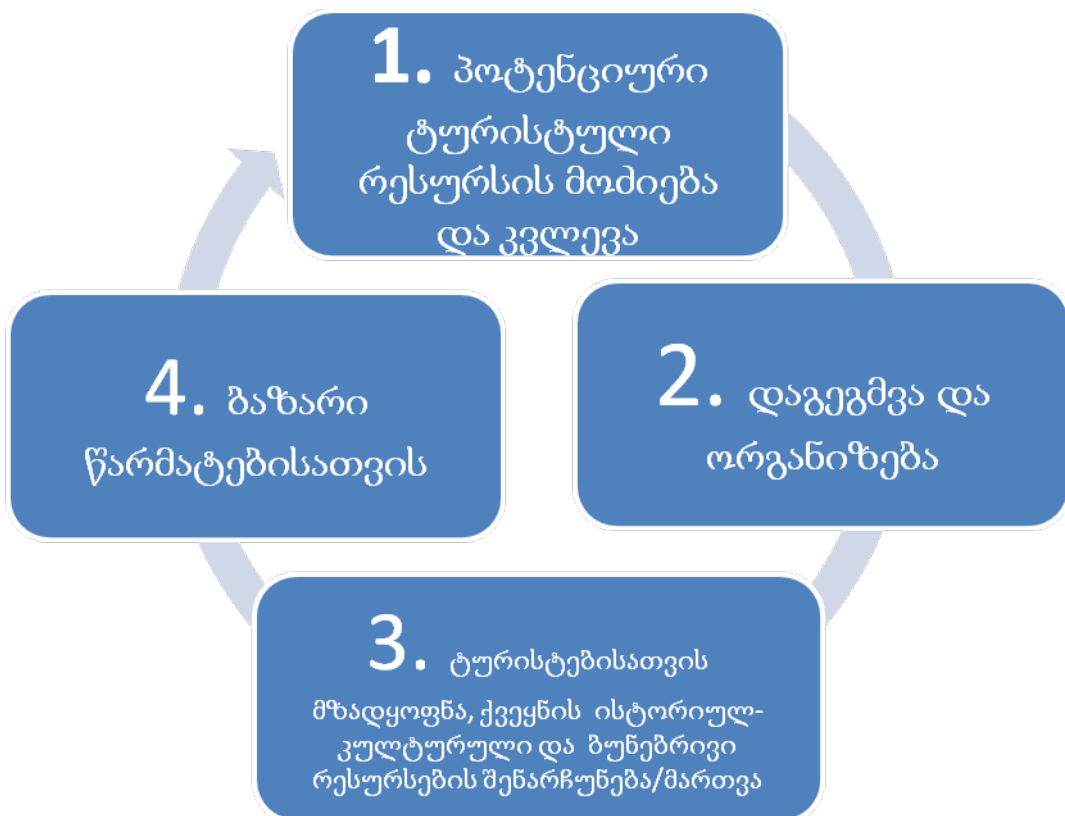 1. პოტენციური
ტურისტული
რესურსის მოძიება
და კვლევა
2. დაგეგმვა და
ორგანიზება
3. ტურისტებისათვის
მზადყოფნა, ქვეყნის ისტორიულ-
კულტურული და ბუნებრივი
რესურსების შენარჩუნება/მართვა
4. ბაზარი
წარმატებისათვის